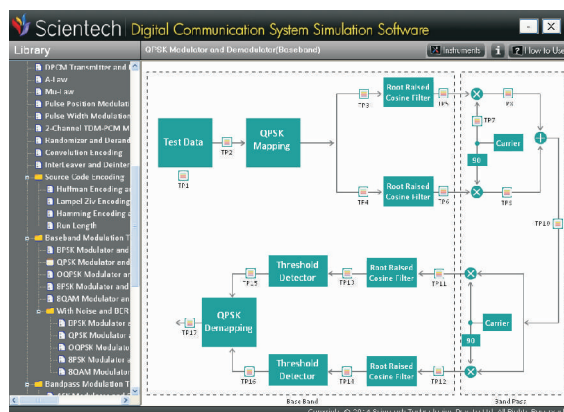 Scientech Digital Communication System Simulation Software
Library
QPSK Modulator and Demodulator(Baseband)
Instruments
i
? How to Use
DPCM Transmitter and
A-Law
Mu-Law
Pulse Position Modulati
Pulse Width Modulation
2-Channel TDM-PCM M
Randomizer and Derand
Convolution Encoding
InterLeaver and Deinter
Source Code Encoding
Huffman Encoding an
Lampel Ziv Encoding
Hamming Encoding a
Run Length
Baseband Modulation T
BPSK Modulator and
QPSK Modulator and
OQPSK Modulator or
8PSK Modulator and
8QAM Modulator an
With Noise and BER
BPSK Modulator a
QPSK Modulator a
OQPSK Modulato
8PSK Modulator a
8QAM Modulator
Bandpass Modulation T
Test Data
TP1
TP2
QPSK
Mapping
TP3
Root Raised
Cosine Filter
TP5
TP7
TP8
Carrier
90
TP4
Root Raised
Cosine Filter
TP6
TP9
TP10
QPSK
Demapping
TP17
TP15
Threshold
Detector
TP13
Root Raised
Cosine Filter
TP11
Carrier
90
TP16
Threshold
Detector
TP14
Root Raised
Cosine Filter
TP12
Base Band
Band Pass